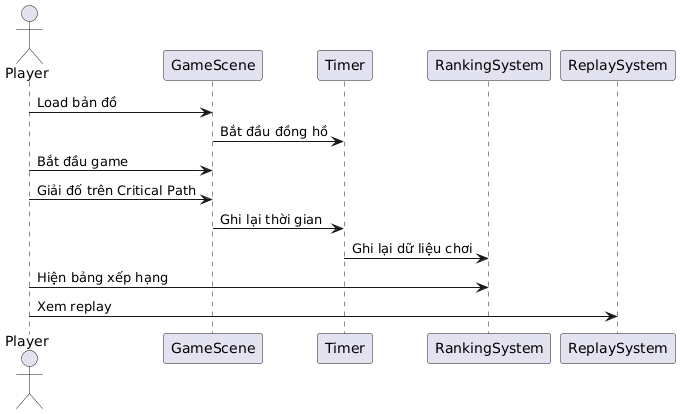 Player
GameScene
Timer
RankingSystem
ReplaySystem
Load bản đồ
Bắt đầu đồng hồ
Bắt đầu game
Giải đố trên Critical Path
Ghi lại thời gian
Ghi lại dữ liệu chơi
Hiện bảng xếp hạng
Xem replay
Player
GameScene
Timer
RankingSystem
ReplaySystem